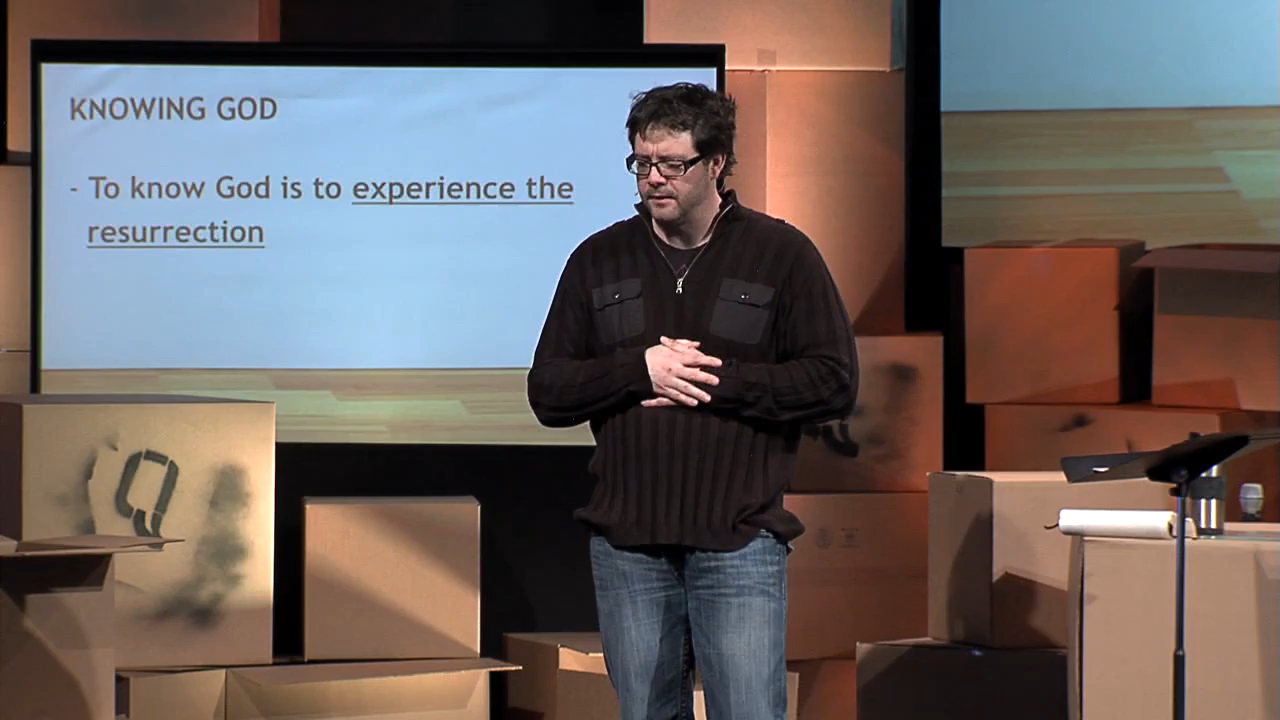 KNOWING GOD
- To know God is to experience the
resurrection
Q